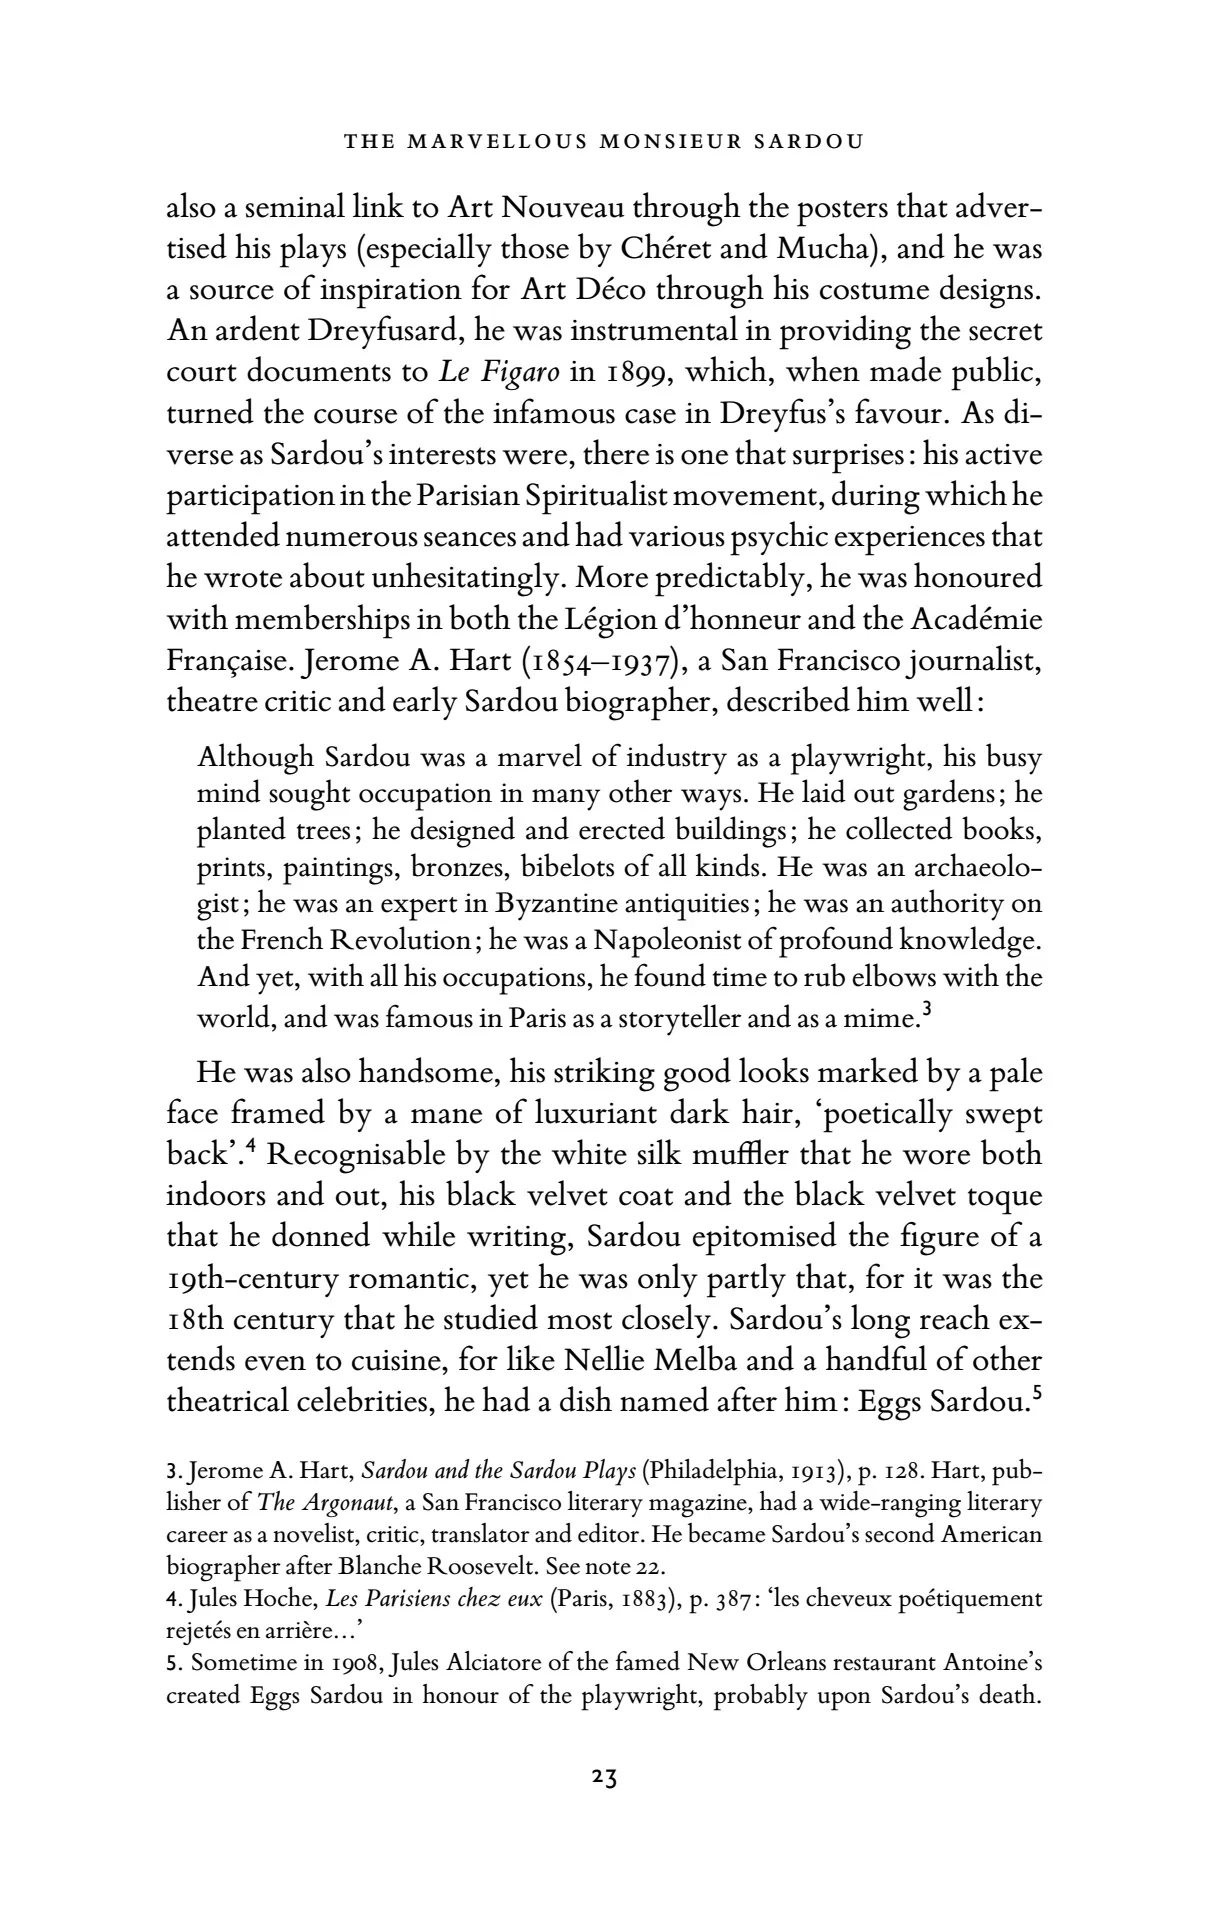 THE MARVELLOUS MONSIEUR SARDOU
also a seminal link to Art Nouveau through the posters that adver-
tised his plays (especially those by Chéret and Mucha), and he was
a source of inspiration for Art Déco through his costume designs.
An ardent Dreyfusard, he was instrumental in providing the secret
court documents to Le Figaro in 1899, which, when made public,
turned the course of the infamous case in Dreyfus’s favour. As di-
verse as Sardou’s interests were, there is one that surprises: his active
participation in the Parisian Spiritualist movement, during which he
attended numerous seances and had various psychic experiences that
he wrote about unhesitatingly. More predictably, he was honoured
with memberships in both the Légion d’honneur and the Académie
Française. Jerome A. Hart (1854–1937), a San Francisco journalist,
theatre critic and early Sardou biographer, described him well:
Although Sardou was a marvel of industry as a playwright, his busy
mind sought occupation in many other ways. He laid out gardens; he
planted trees; he designed and erected buildings; he collected books,
prints, paintings, bronzes, bibelots of all kinds. He was an archaeolo-
gist; he was an expert in Byzantine antiquities; he was an authority on
the French Revolution; he was a Napoleonist of profound knowledge.
And yet, with all his occupations, he found time to rub elbows with the
world, and was famous in Paris as a storyteller and as a mime.³
He was also handsome, his striking good looks marked by a pale
face framed by a mane of luxuriant dark hair, ‘poetically swept
back’.⁴ Recognisable by the white silk muffler that he wore both
indoors and out, his black velvet coat and the black velvet toque
that he donned while writing, Sardou epitomised the figure of a
19th-century romantic, yet he was only partly that, for it was the
18th century that he studied most closely. Sardou’s long reach ex-
tends even to cuisine, for like Nellie Melba and a handful of other
theatrical celebrities, he had a dish named after him: Eggs Sardou.⁵
3. Jerome A. Hart, Sardou and the Sardou Plays (Philadelphia, 1913), p. 128. Hart, pub-
lisher of The Argonaut, a San Francisco literary magazine, had a wide-ranging literary
career as a novelist, critic, translator and editor. He became Sardou’s second American
biographer after Blanche Roosevelt. See note 22.
4. Jules Hoche, Les Parisiens chez eux (Paris, 1883), p. 387: ‘les cheveux poétiquement
rejetés en arrière…’
5. Sometime in 1908, Jules Alciatore of the famed New Orleans restaurant Antoine’s
created Eggs Sardou in honour of the playwright, probably upon Sardou’s death.
23